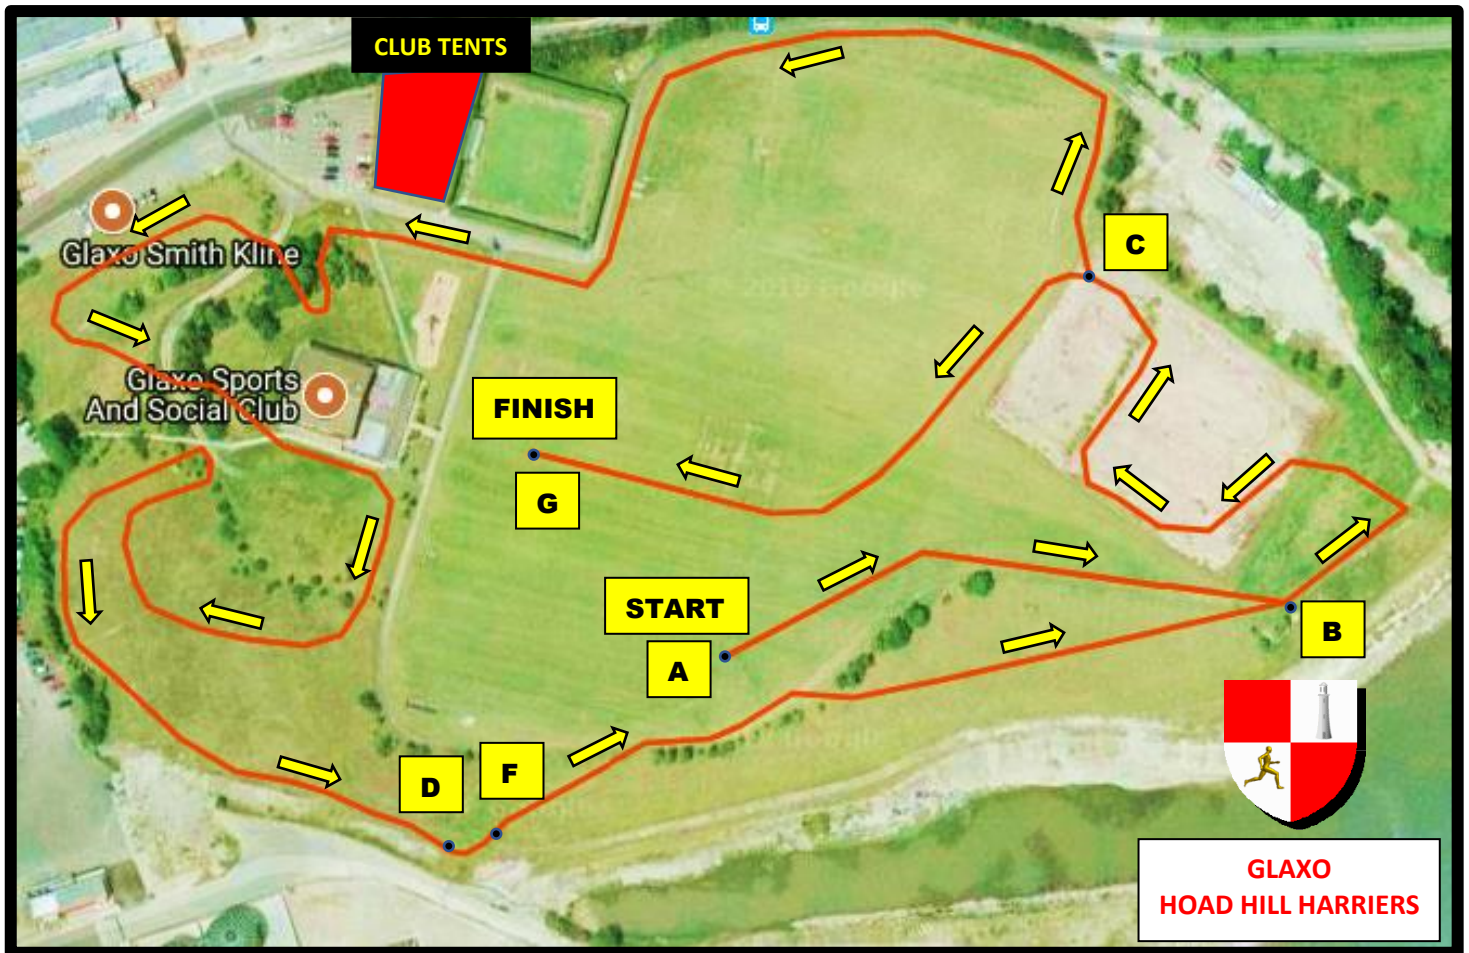 CLUB TENTS
Glaxo Smith Kline
C
Glaxo Sports
And Social Club
FINISH
G
START
A
B
D
F
GLAXO
HOAD HILL HARRIERS